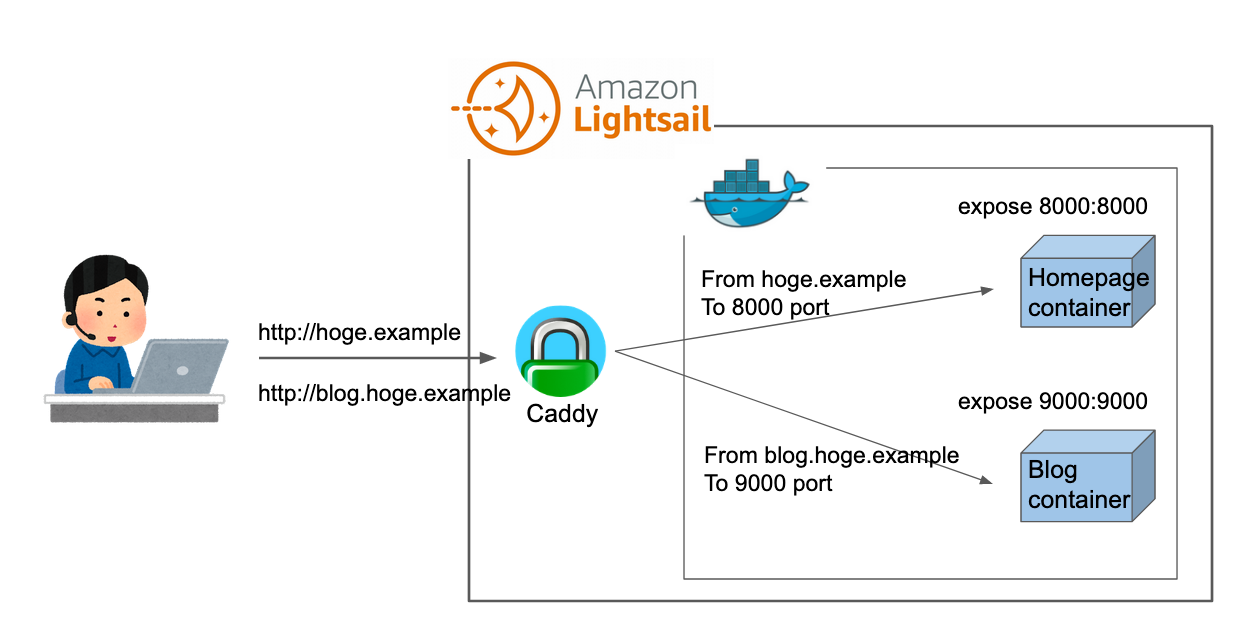 Amazon
Lightsail
expose 8000:8000
From hoge.example
To 8000 port
Homepage
container
http://hoge.example
http://blog.hoge.example
Caddy
expose 9000:9000
From blog.hoge.example
To 9000 port
Blog
container